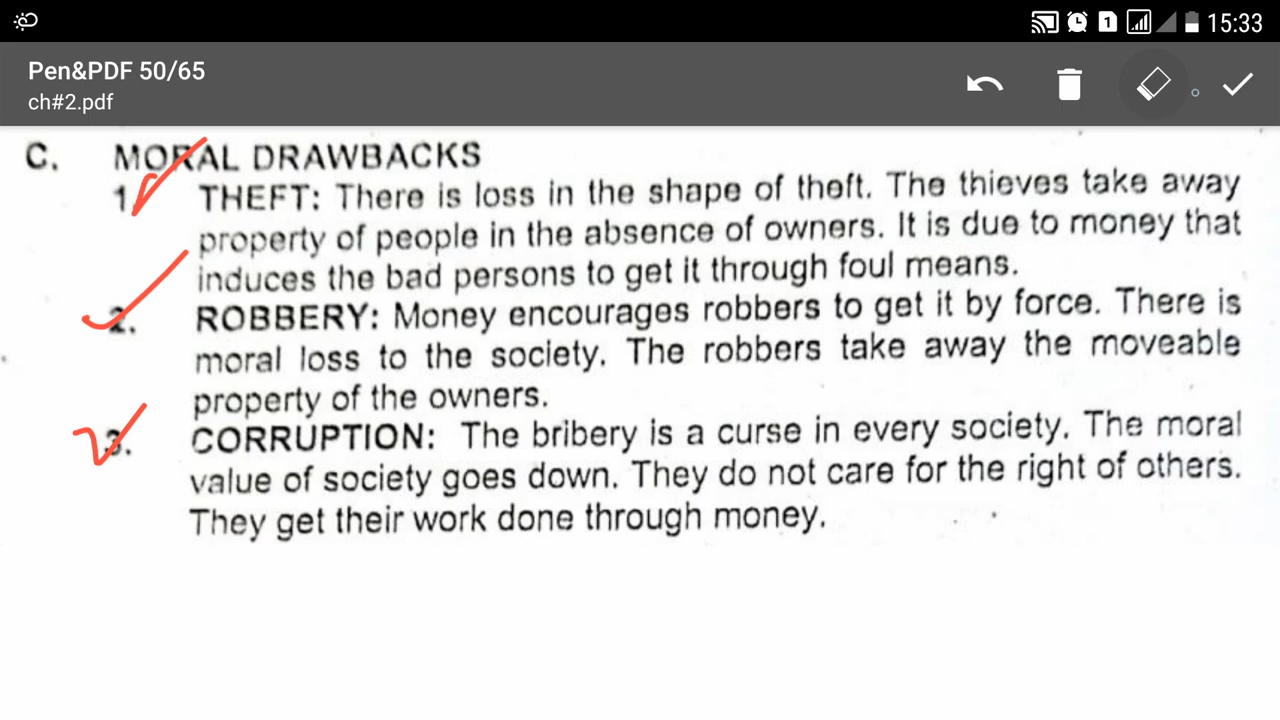 15:33
Pen&PDF 50/65
ch#2.pdf
C. MORAL DRAWBACKS
1. THEFT: There is loss in the shape of theft. The thieves take away
property of people in the absence of owners. It is due to money that
induces the bad persons to get it through foul means.
2. ROBBERY: Money encourages robbers to get it by force. There is
moral loss to the society. The robbers take away the moveable
property of the owners.
3. CORRUPTION: The bribery is a curse in every society. The moral
value of society goes down. They do not care for the right of others.
They get their work done through money.